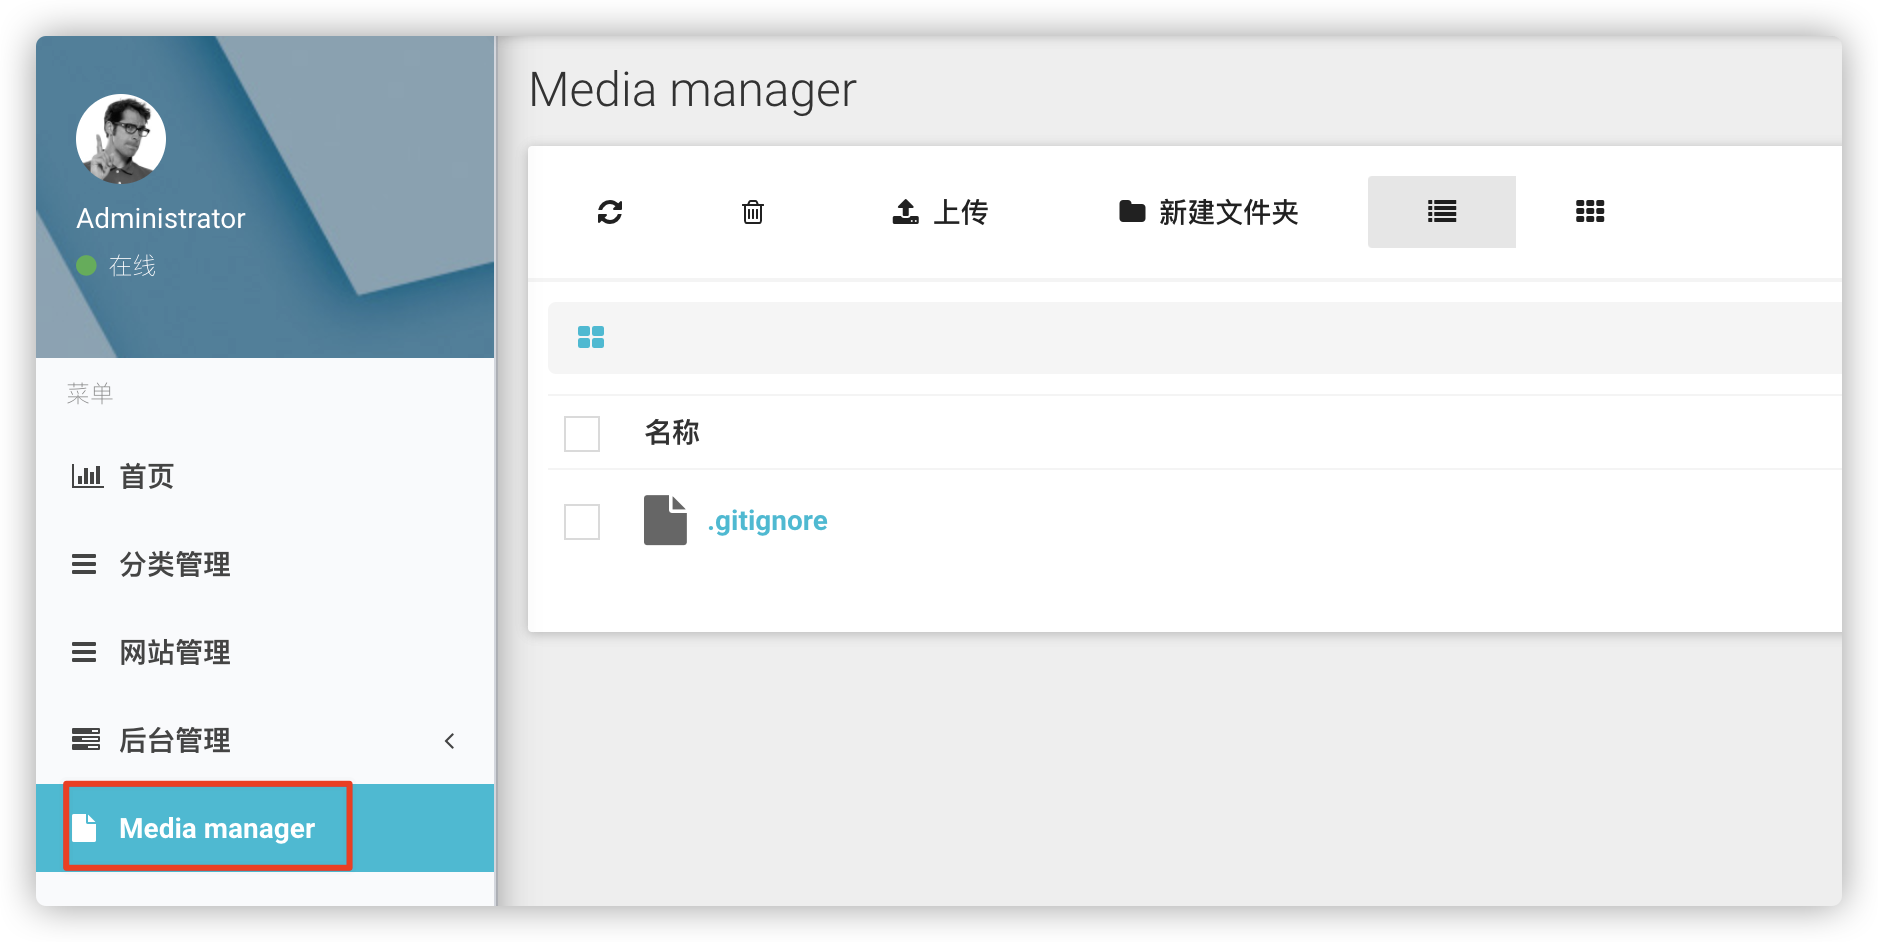 Administrator
在线
菜单
首页
分类管理
网站管理
后台管理
Media manager
Media manager
上传
新建文件夹
名称
.gitignore